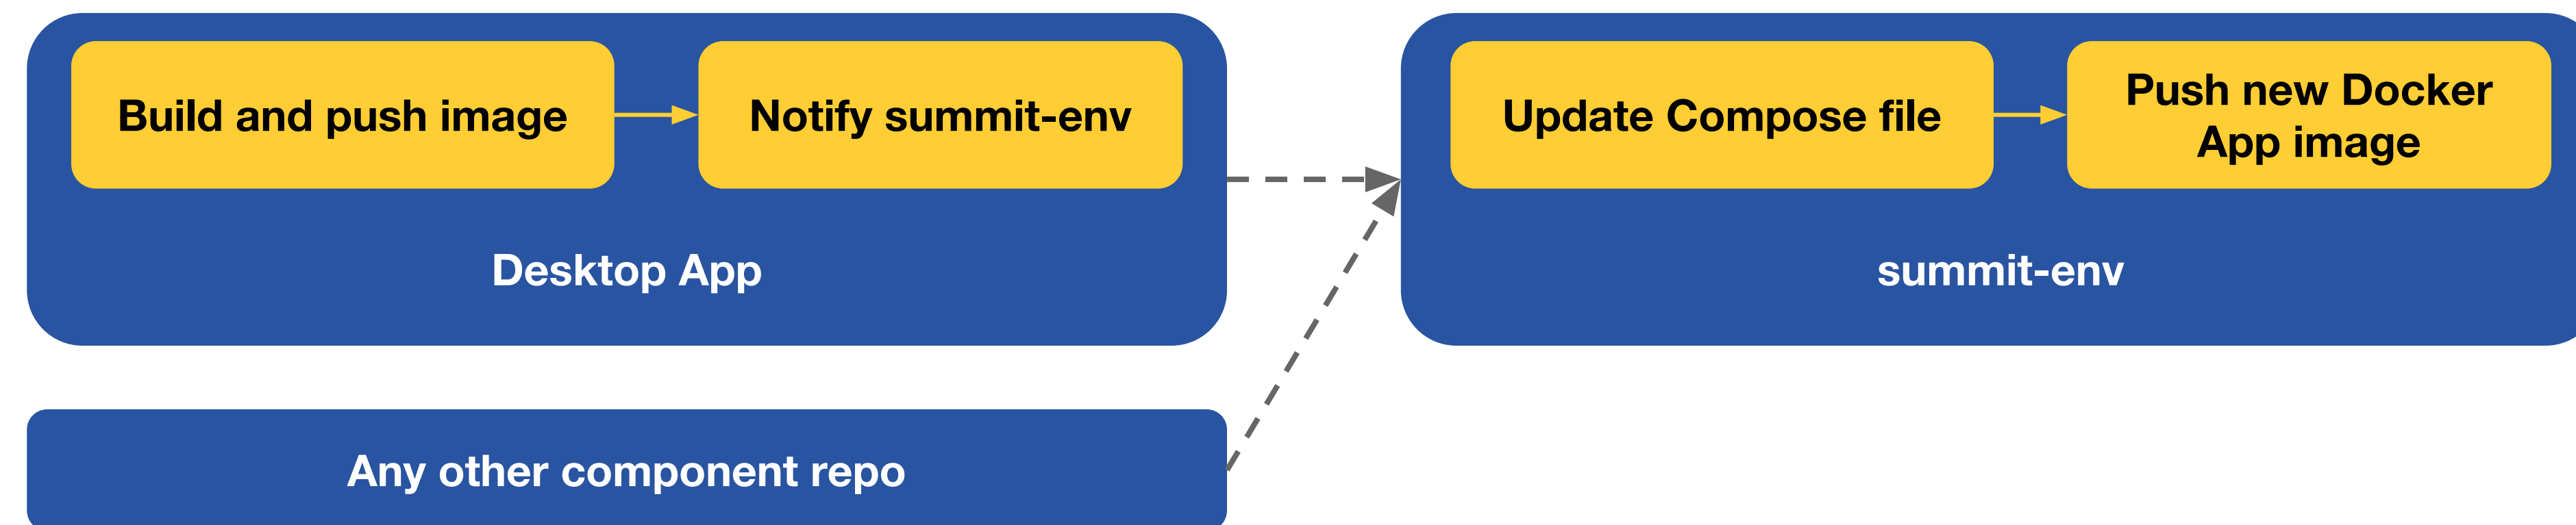 Build and push image
Notify summit-env
Desktop App
Update Compose file
Push new Docker
App image
summit-env
Any other component repo